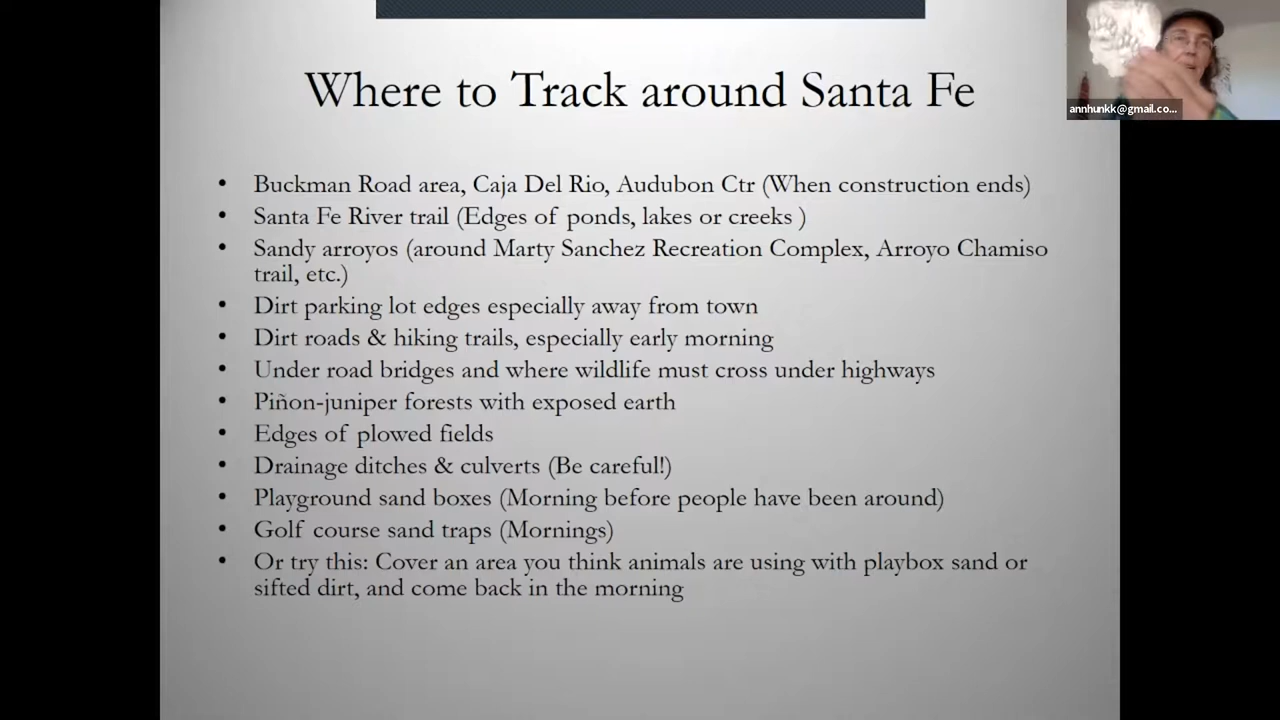 Where to Track around Santa Fe
annhunkk@gmail.co...
• Buckman Road area, Caja Del Rio, Audubon Ctr (When construction ends)
• Santa Fe River trail (Edges of ponds, lakes or creeks )
• Sandy arroyos (around Marty Sanchez Recreation Complex, Arroyo Chamiso
trail, etc.)
• Dirt parking lot edges especially away from town
• Dirt roads & hiking trails, especially early morning
• Under road bridges and where wildlife must cross under highways
• Piñon-juniper forests with exposed earth
• Edges of plowed fields
• Drainage ditches & culverts (Be careful!)
• Playground sand boxes (Morning before people have been around)
• Golf course sand traps (Mornings)
• Or try this: Cover an area you think animals are using with playbox sand or
sifted dirt, and come back in the morning